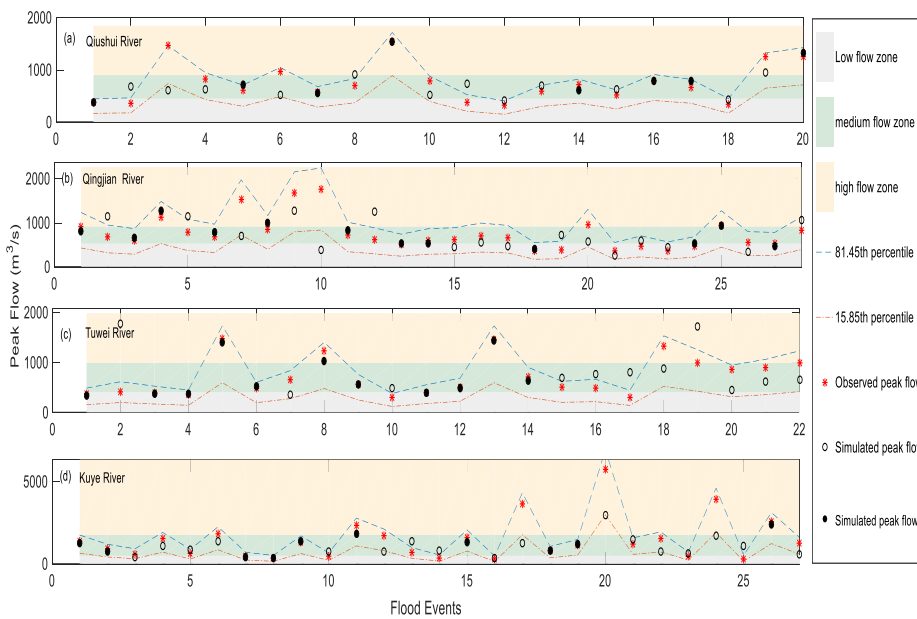 2000
1000
0
(a)
Qiushui River
0 2 4 6 8 10 12 14 16 18 20
2000
1000
0
(b)
Qingjian River
0 5 10 15 20 25
Peak Flow (m³/s)
2000
1000
0
(c)
Tuwei River
0 2 4 6 8 10 12 14 16 18 20 22
5000
0
(d)
Kuye River
0 5 10 15 20 25
Flood Events
Low flow zone
medium flow zone
high flow zone
81.45th percentile
15.85th percentile
Observed peak flo
Simulated peak flo
Simulated peak flow